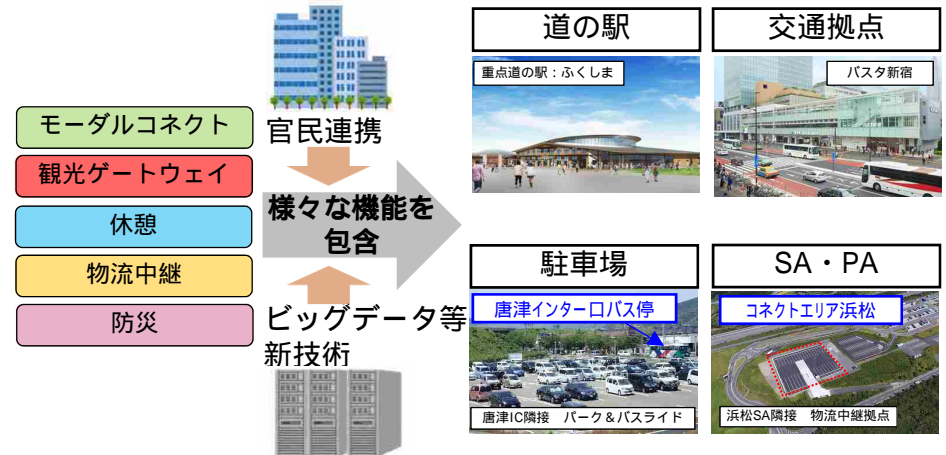 モーダルコネクト
観光ゲートウェイ
休憩
物流中継
防災
官民連携
様々な機能を
包含
ビッグデータ等
新技術
道の駅
重点道の駅：ふくしま
交通拠点
バスタ新宿
駐車場
唐津インター口バス停
唐津IC隣接　パーク＆バスライド
SA・PA
コネクトエリア浜松
浜松SA隣接　物流中継拠点